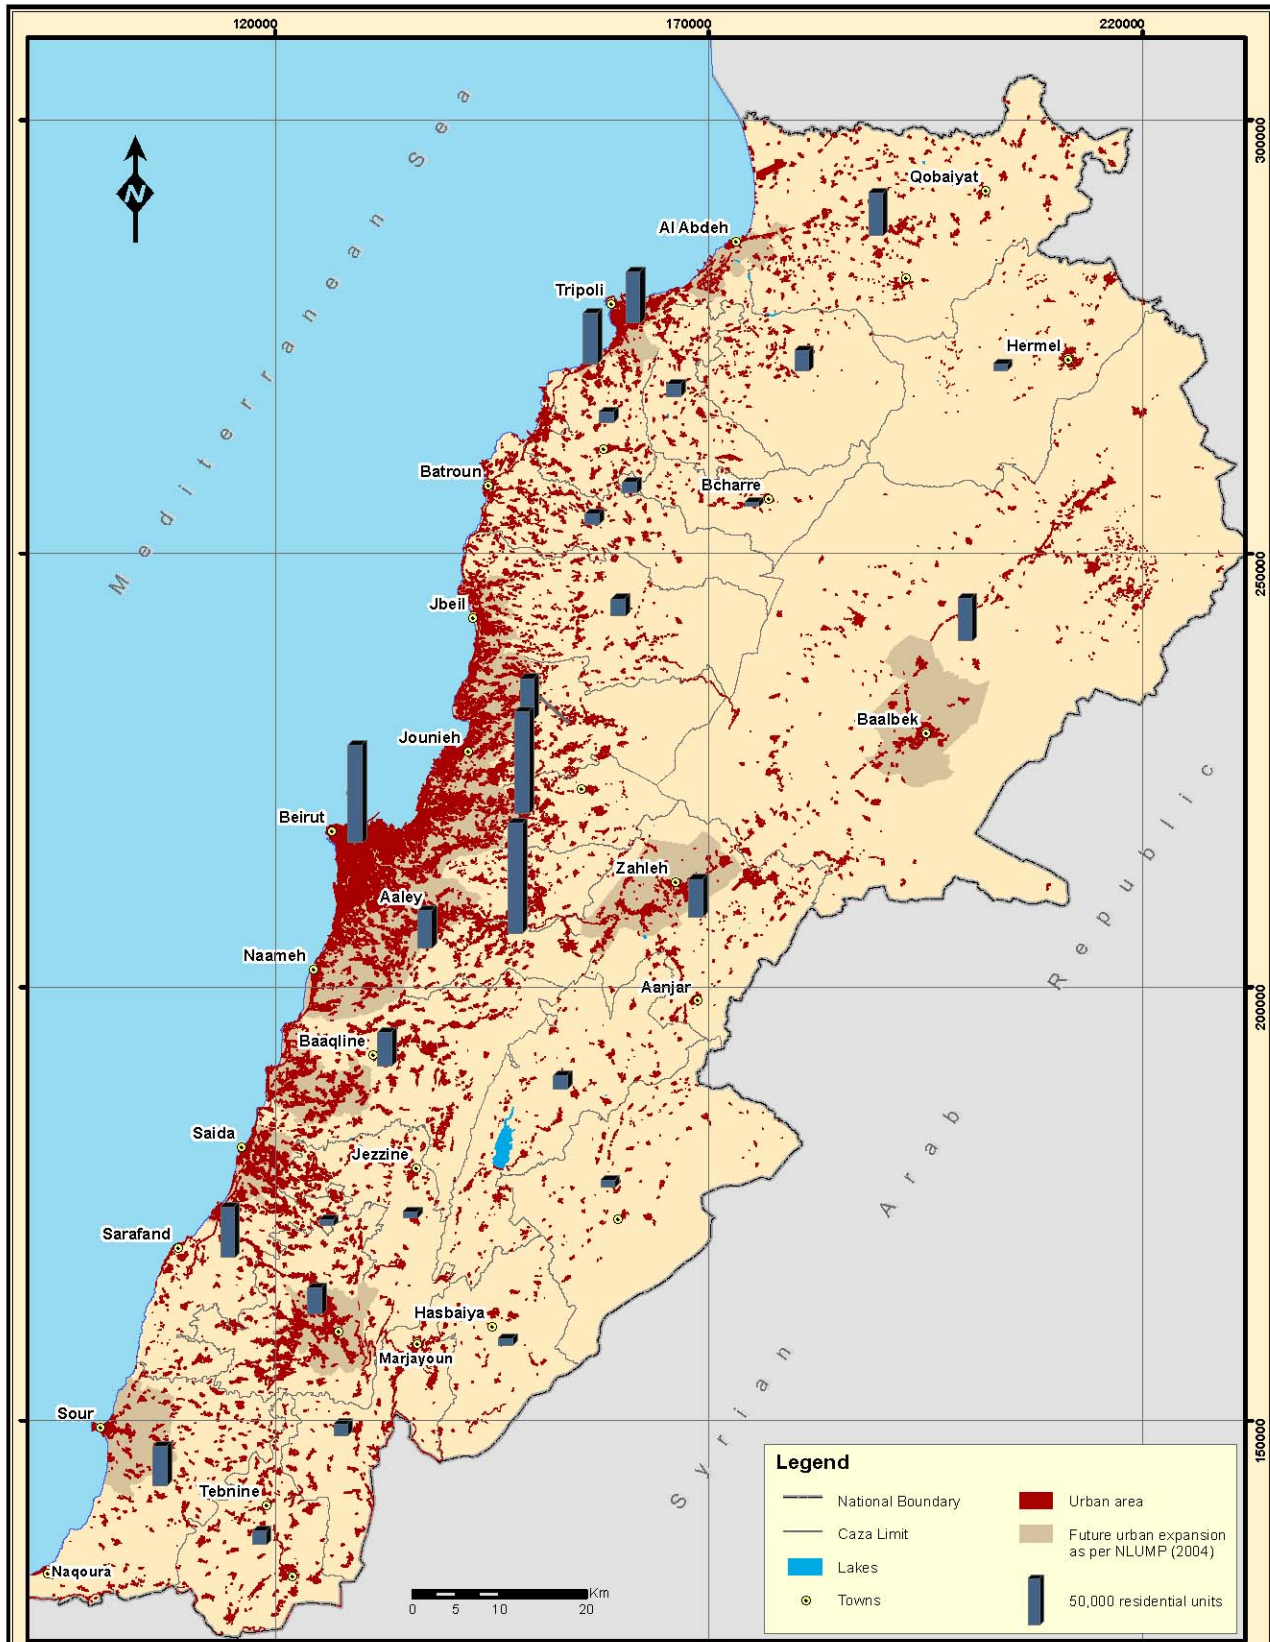 120000
170000
220000
300000
250000
200000
150000
N
Mediterranean Sea
Qobaiyat
Al Abdeh
Tripoli
Hermel
Batroun
Bcharre
Jbeil
Baalbek
Jounieh
Beirut
Zahleh
Aaley
Naameh
Aanjar
Baaqline
Saida
Jezzine
Sarafand
Hasbaiya
Marjayoun
Sour
Tebnine
Naqoura
Syrian Arab Republic
Km
0 5 10 20
Legend
National Boundary
Caza Limit
Lakes
Towns
Urban area
Future urban expansion
as per NLUMP (2004)
50,000 residential units